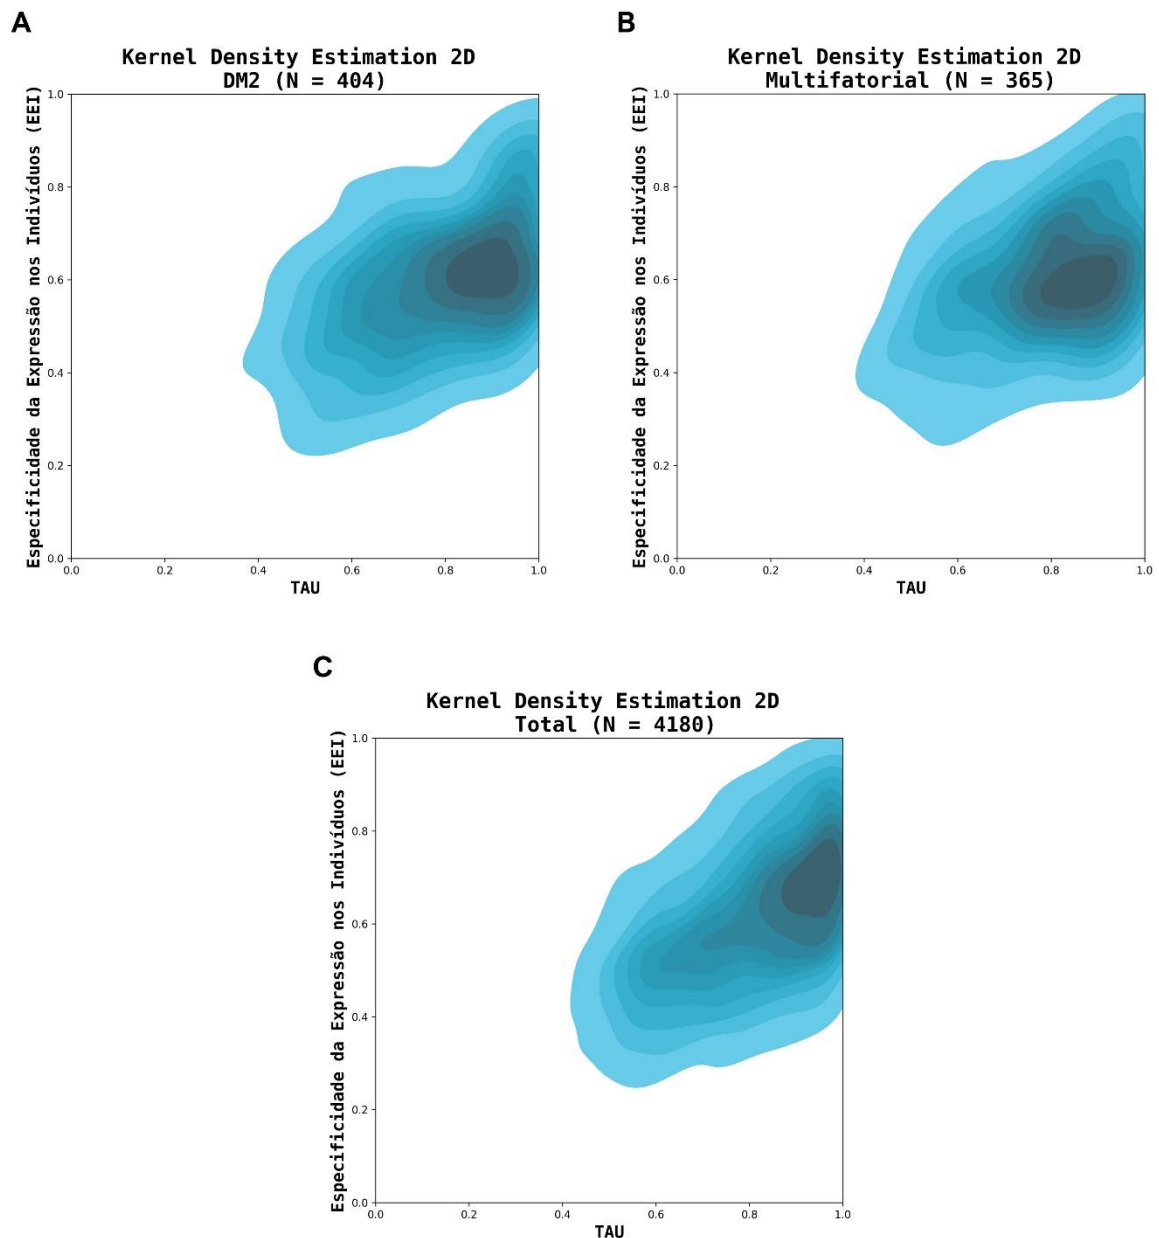 A
Kernel Density Estimation 2D
DM2 (N = 404)
Especificidade da Expressão nos Indivíduos (EEI)
1.0
0.8
0.6
0.4
0.2
0.0
0.0 0.2 0.4 0.6 0.8 1.0
TAU
B
Kernel Density Estimation 2D
Multifatorial (N = 365)
Especificidade da Expressão nos Indivíduos (EEI)
1.0
0.8
0.6
0.4
0.2
0.0
0.0 0.2 0.4 0.6 0.8 1.0
TAU
C
Kernel Density Estimation 2D
Total (N = 4180)
Especificidade da Expressão nos Indivíduos (EEI)
1.0
0.8
0.6
0.4
0.2
0.0
0.0 0.2 0.4 0.6 0.8 1.0
TAU